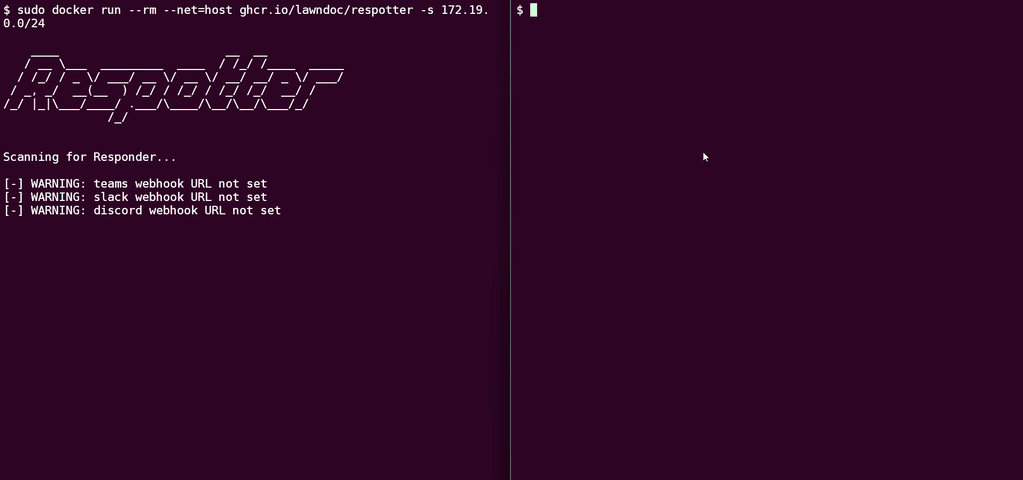 $ sudo docker run --rm --net=host ghcr.io/lawndoc/respotter -s 172.19.
0.0/24
Respotter
Scanning for Responder...
[-] WARNING: teams webhook URL not set
[-] WARNING: slack webhook URL not set
[-] WARNING: discord webhook URL not set
$